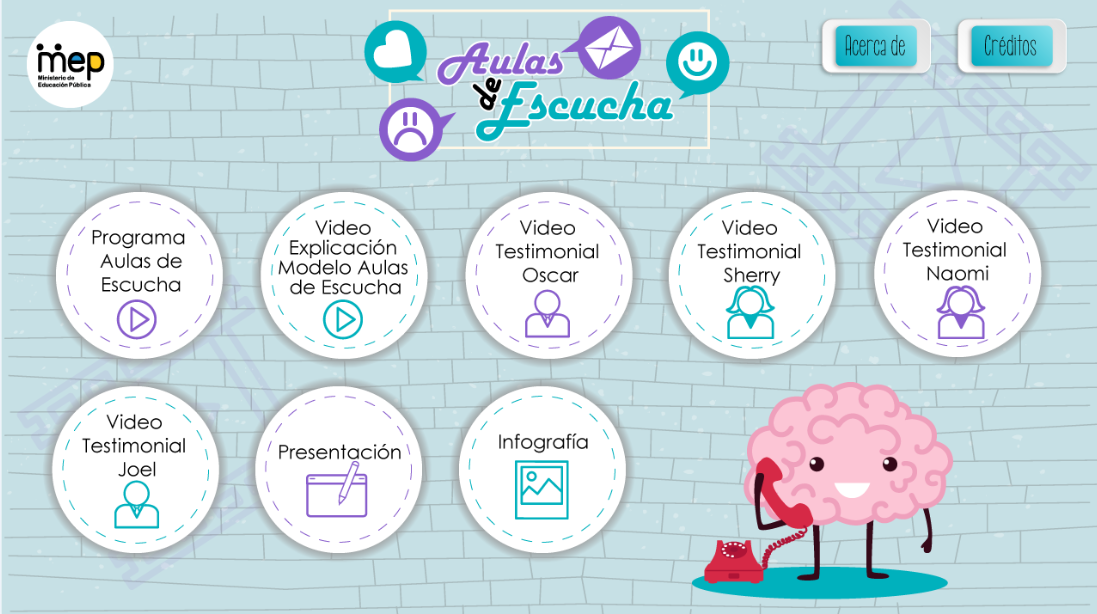 mep
Ministerio de
Educación Pública
Aulas
de
Escucha
Acerca de
Créditos
Programa
Aulas de
Escucha
Video
Explicación
Modelo Aulas
de Escucha
Video
Testimonial
Oscar
Video
Testimonial
Sherry
Video
Testimonial
Naomi
Video
Testimonial
Joel
Presentación
Infografía